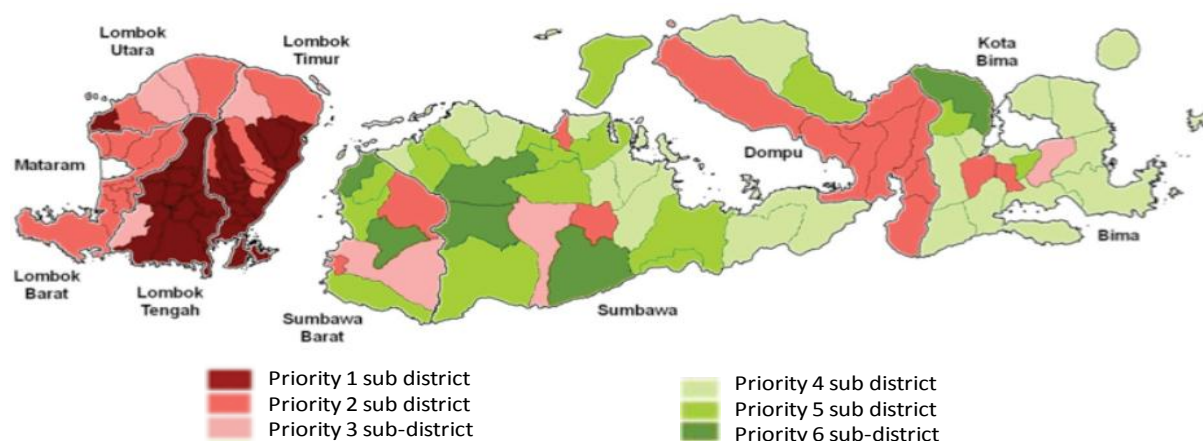 Lombok
Utara
Lombok
Timur
Kota
Bima
Mataram
Dompu
Lombok
Barat
Lombok
Tengah
Sumbawa
Barat
Sumbawa
Bima
Priority 1 sub district
Priority 2 sub district
Priority 3 sub-district
Priority 4 sub district
Priority 5 sub district
Priority 6 sub-district